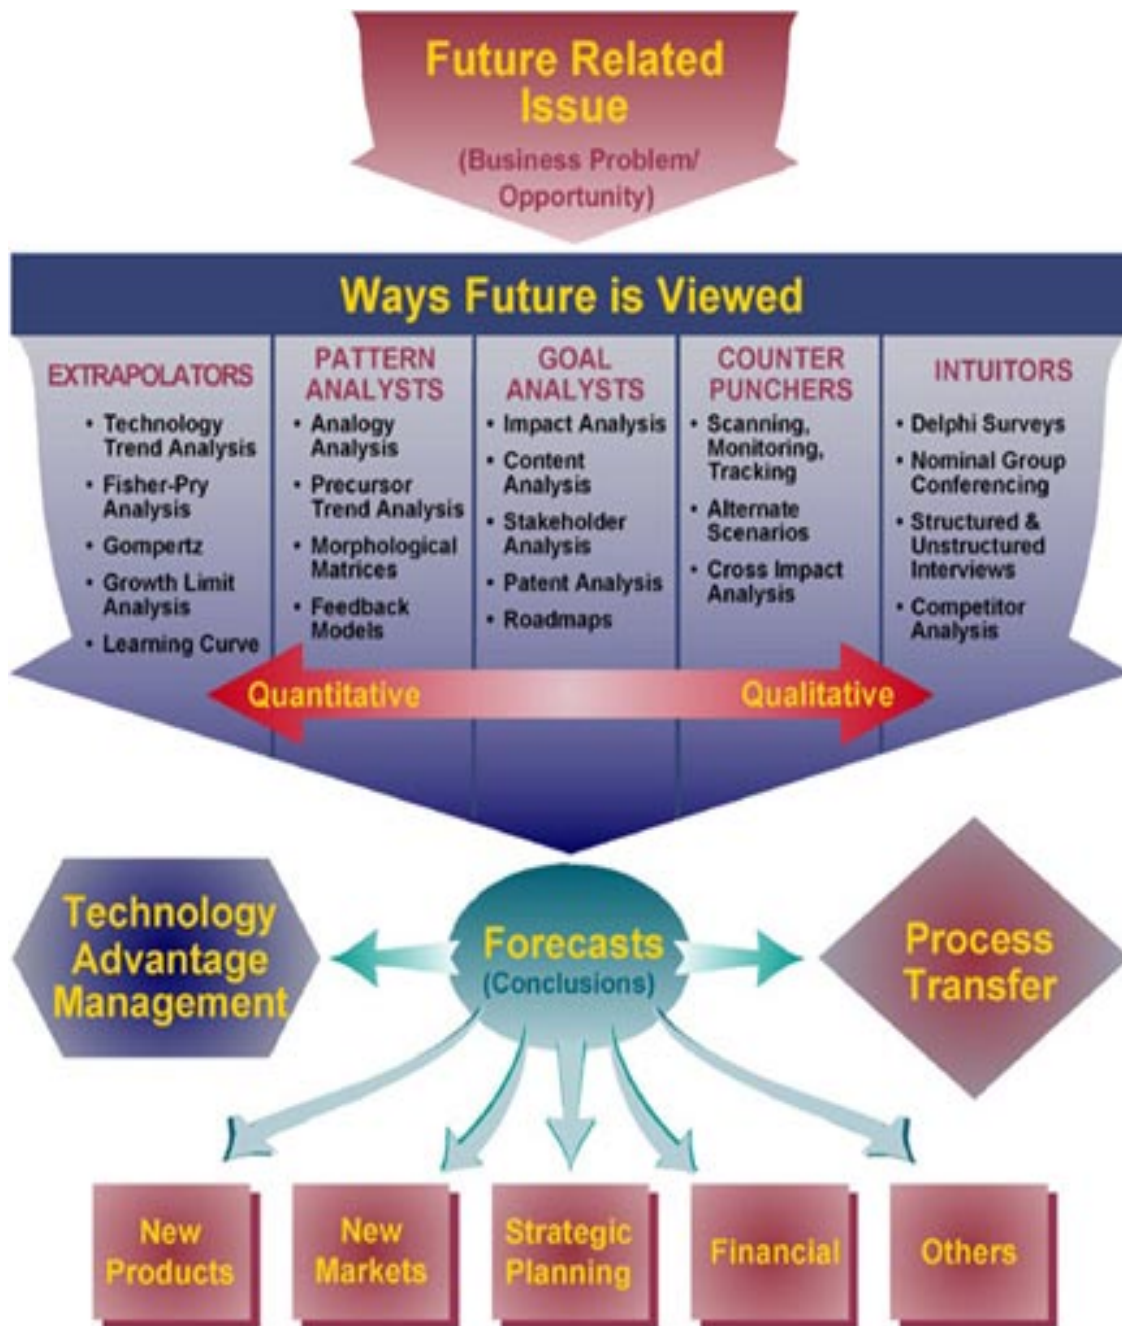 Future Related
Issue
(Business Problem/
Opportunity)
Ways Future is Viewed
EXTRAPOLATORS
• Technology
Trend Analysis
• Fisher-Pry
Analysis
• Gompertz
• Growth Limit
Analysis
• Learning Curve
PATTERN
ANALYSTS
• Analogy
Analysis
• Precursor
Trend Analysis
• Morphological
Matrices
• Feedback
Models
GOAL
ANALYSTS
• Impact Analysis
• Content
Analysis
• Stakeholder
Analysis
• Patent Analysis
• Roadmaps
COUNTER
PUNCHERS
• Scanning,
Monitoring,
Tracking
• Alternate
Scenarios
• Cross Impact
Analysis
INTUITORS
• Delphi Surveys
• Nominal Group
Conferencing
• Structured &
Unstructured
Interviews
• Competitor
Analysis
Quantitative
Qualitative
Technology
Advantage
Management
Forecasts
(Conclusions)
Process
Transfer
New
Products
New
Markets
Strategic
Planning
Financial
Others